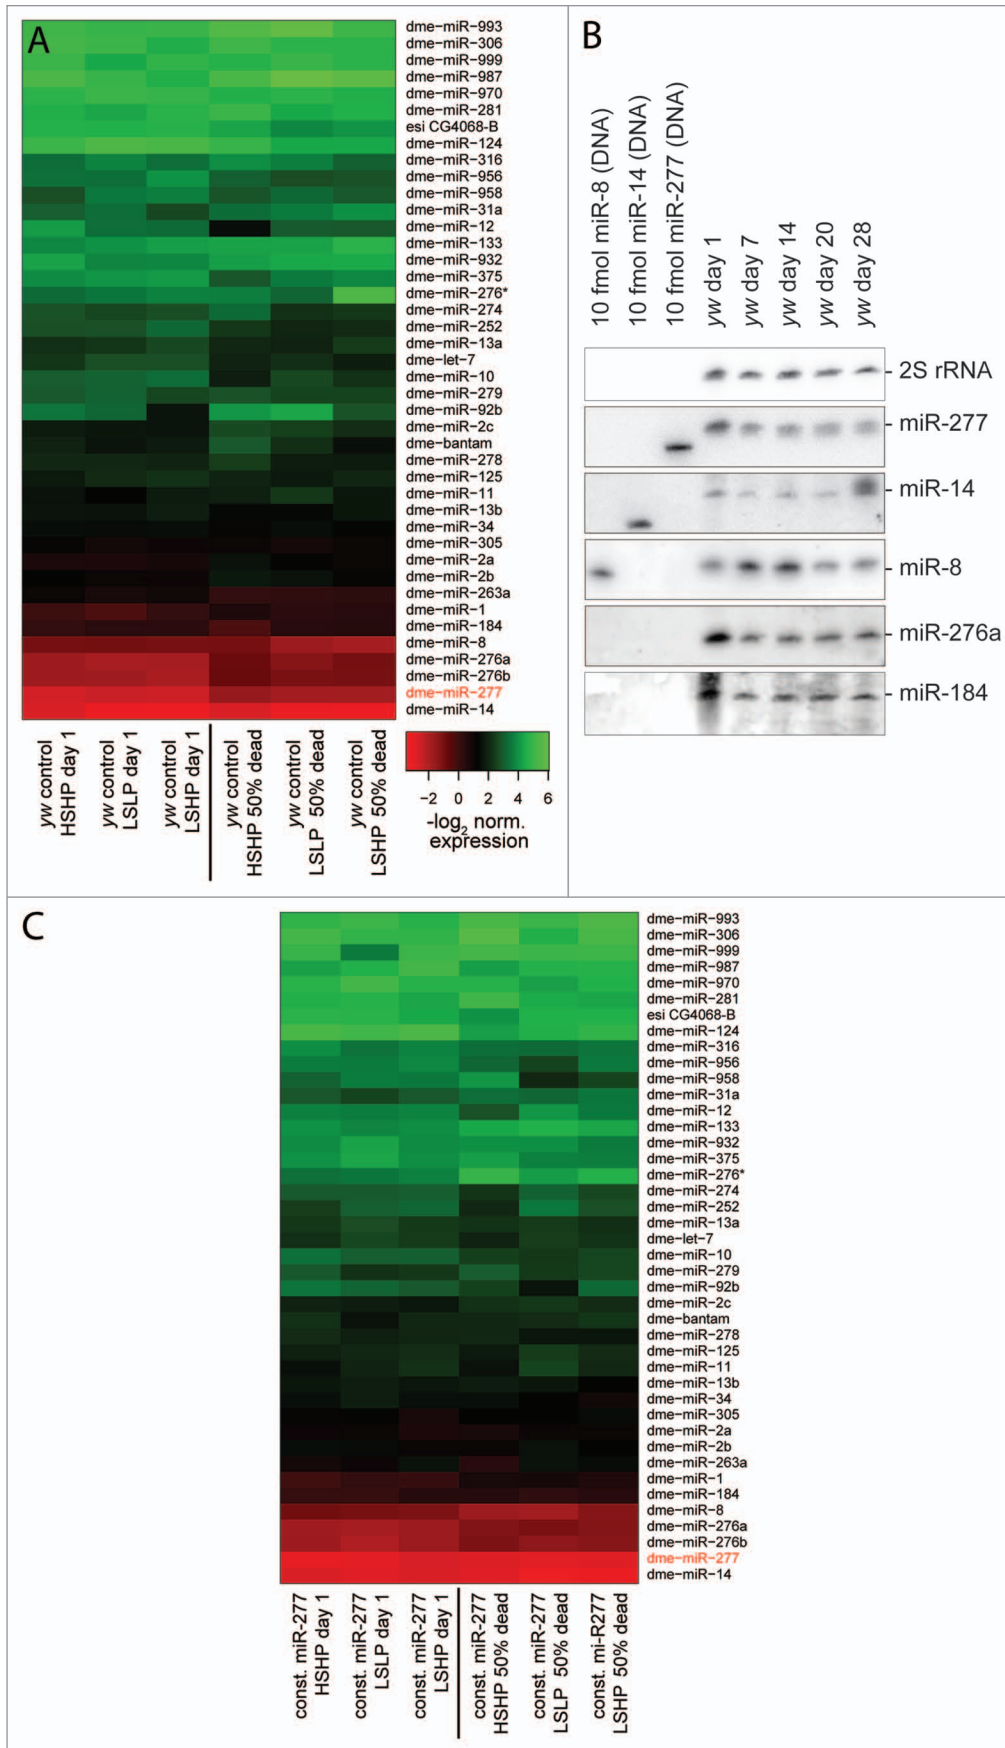 A
dme-miR-993
dme-miR-306
dme-miR-999
dme-miR-987
dme-miR-970
dme-miR-281
esi CG4068-B
dme-miR-124
dme-miR-316
dme-miR-956
dme-miR-958
dme-miR-31a
dme-miR-12
dme-miR-133
dme-miR-932
dme-miR-375
dme-miR-276*
dme-miR-274
dme-miR-252
dme-miR-13a
dme-let-7
dme-miR-10
dme-miR-279
dme-miR-92b
dme-miR-2c
dme-bantam
dme-miR-278
dme-miR-125
dme-miR-11
dme-miR-13b
dme-miR-34
dme-miR-305
dme-miR-2a
dme-miR-2b
dme-miR-263a
dme-miR-1
dme-miR-184
dme-miR-8
dme-miR-276a
dme-miR-276b
dme-miR-277
dme-miR-14
yw control
HSHP day 1
yw control
LSLP day 1
yw control
LSHP day 1
yw control
HSHP 50% dead
yw control
LSLP 50% dead
yw control
LSHP 50% dead
-2 0 2 4 6
-log2 norm.
expression
B
10 fmol miR-8 (DNA)
10 fmol miR-14 (DNA)
10 fmol miR-277 (DNA)
yw day 1
yw day 7
yw day 14
yw day 20
yw day 28
2S rRNA
miR-277
miR-14
miR-8
miR-276a
miR-184
C
dme-miR-993
dme-miR-306
dme-miR-999
dme-miR-987
dme-miR-970
dme-miR-281
esi CG4068-B
dme-miR-124
dme-miR-316
dme-miR-956
dme-miR-958
dme-miR-31a
dme-miR-12
dme-miR-133
dme-miR-932
dme-miR-375
dme-miR-276*
dme-miR-274
dme-miR-252
dme-miR-13a
dme-let-7
dme-miR-10
dme-miR-279
dme-miR-92b
dme-miR-2c
dme-bantam
dme-miR-278
dme-miR-125
dme-miR-11
dme-miR-13b
dme-miR-34
dme-miR-305
dme-miR-2a
dme-miR-2b
dme-miR-263a
dme-miR-1
dme-miR-184
dme-miR-8
dme-miR-276a
dme-miR-276b
dme-miR-277
dme-miR-14
const. miR-277
HSHP day 1
const. miR-277
LSLP day 1
const. miR-277
LSHP day 1
const. miR-277
HSHP 50% dead
const. miR-277
LSLP 50% dead
const. mi-R277
LSHP 50% dead